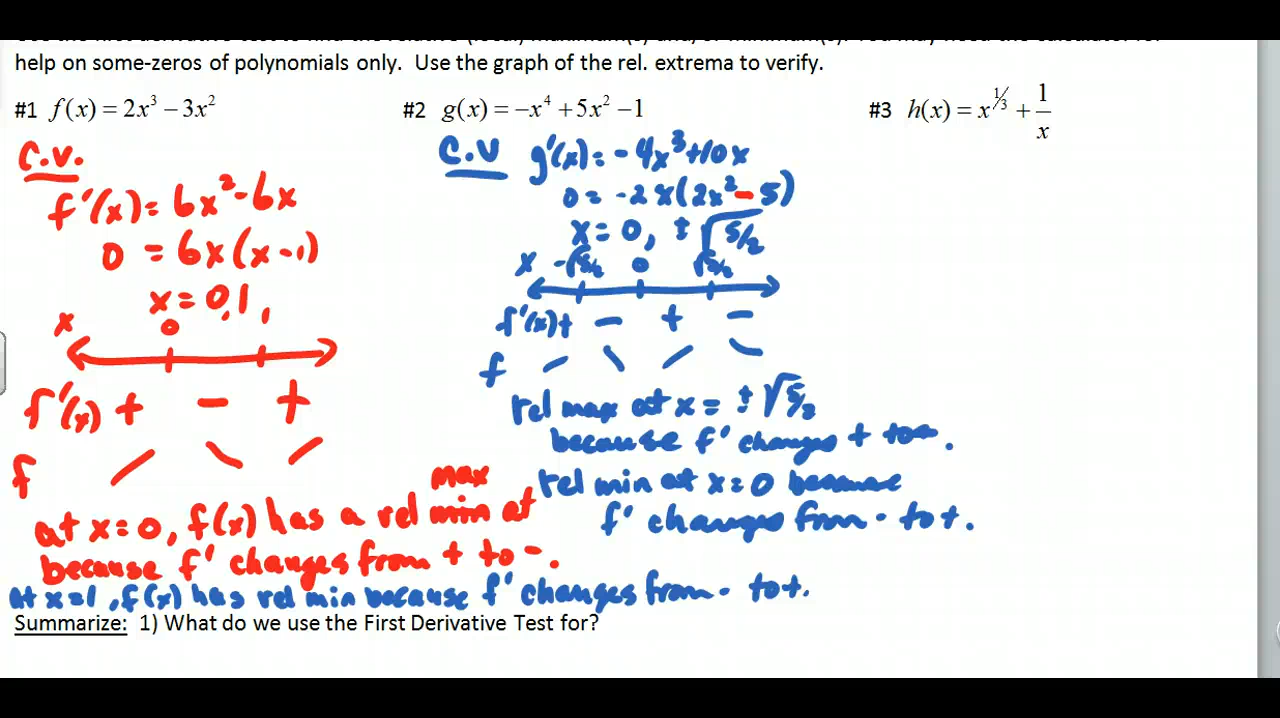 help on some-zeros of polynomials only. Use the graph of the rel. extrema to verify.
#1 f(x) = 2x³ − 3x²
C.V.
f'(x) = 6x² - 6x
0 = 6x(x - 1)
x = 0, 1,
x 0
f'(x) + − +
f
max
at x = 0, f(x) has a rel min at
because f' changes from + to -.
at x=1, f(x) has rel min because f' changes from - to +.
#2 g(x) = −x⁴ + 5x² − 1
C.V g'(x) = - 4x³ + 10x
0 = -2x(2x² - 5)
x = 0, ± √5/2
x -√5/2 0 √5/2
f'(x) + − + −
f
rel max at x = ± √5/2
because f' changes + to -.
rel min at x = 0 because
f' changes from - to +.
#3 h(x) = x^{1/3} + 1/x
Summarize: 1) What do we use the First Derivative Test for?